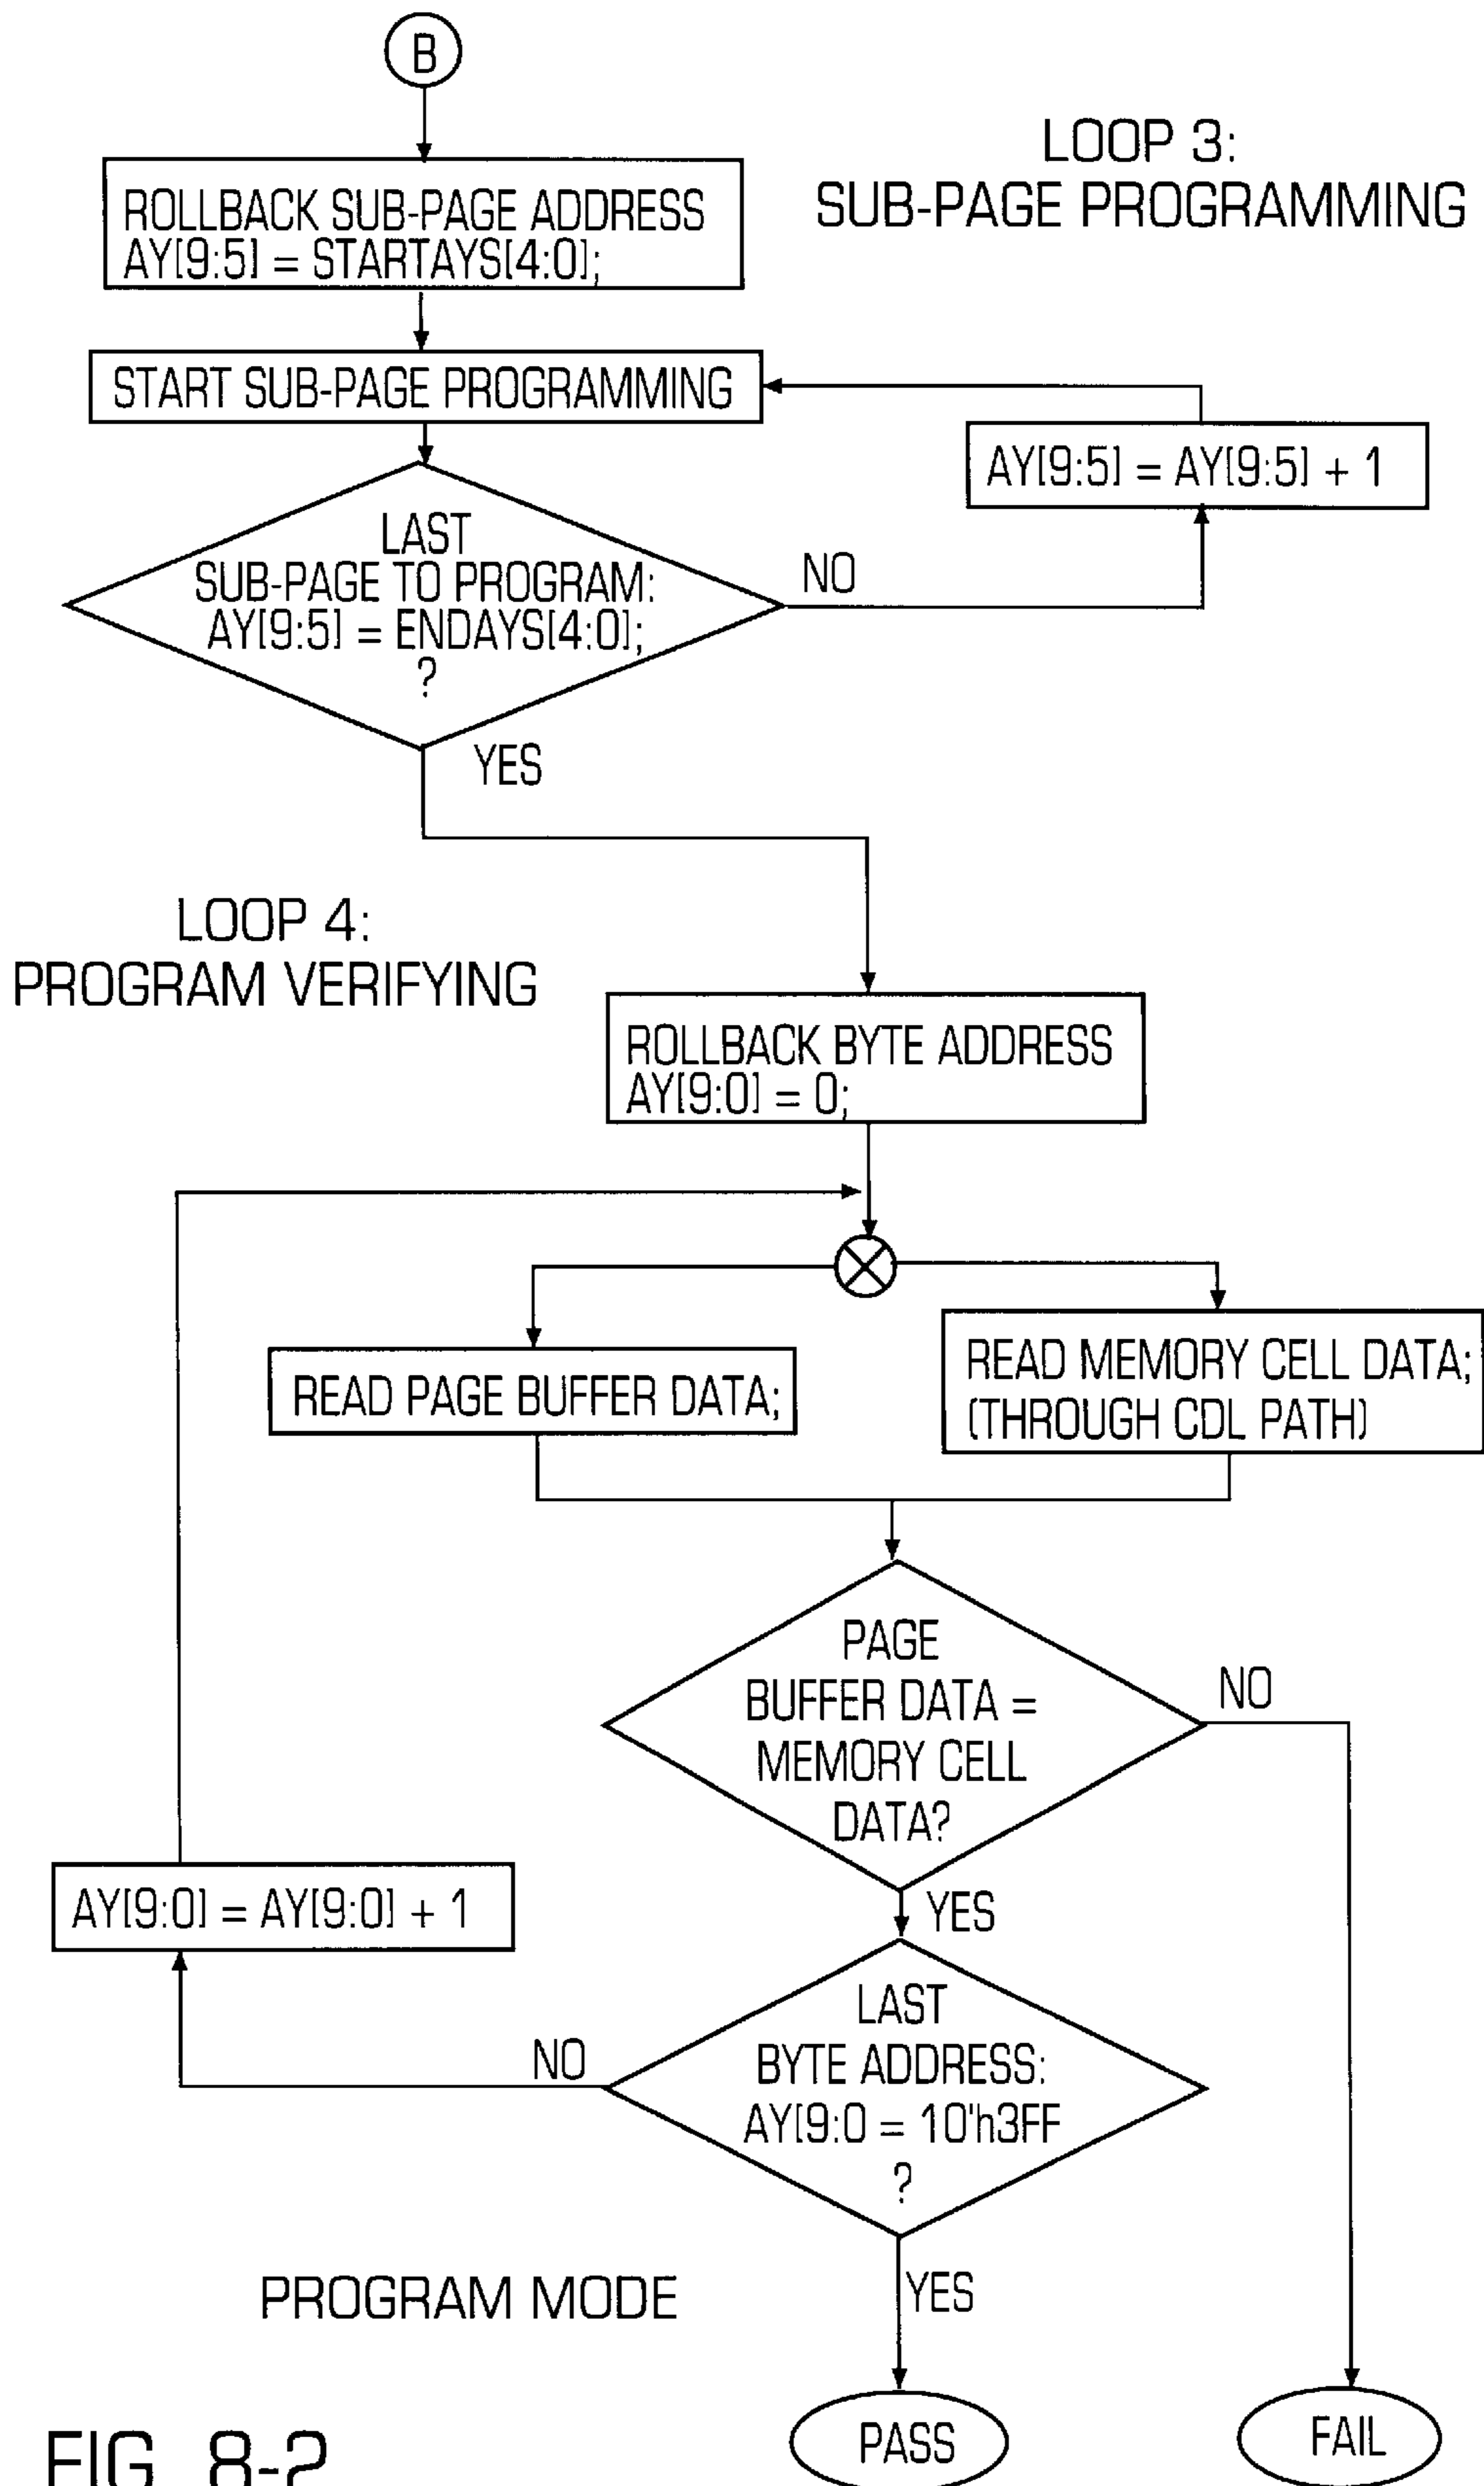 B
LOOP 3:
SUB-PAGE PROGRAMMING
ROLLBACK SUB-PAGE ADDRESS
AY[9:5] = STARTAYS[4:0];
START SUB-PAGE PROGRAMMING
AY[9:5] = AY[9:5] + 1
LAST
SUB-PAGE TO PROGRAM:
AY[9:5] = ENDAYS[4:0];
?
NO
YES
LOOP 4:
PROGRAM VERIFYING
ROLLBACK BYTE ADDRESS
AY[9:0] = 0;
READ PAGE BUFFER DATA;
READ MEMORY CELL DATA;
(THROUGH CDL PATH)
PAGE
BUFFER DATA =
MEMORY CELL
DATA?
NO
YES
AY[9:0] = AY[9:0] + 1
LAST
BYTE ADDRESS:
AY[9:0 = 10'h3FF
?
NO
YES
PROGRAM MODE
PASS
FAIL
FIG. 8-2